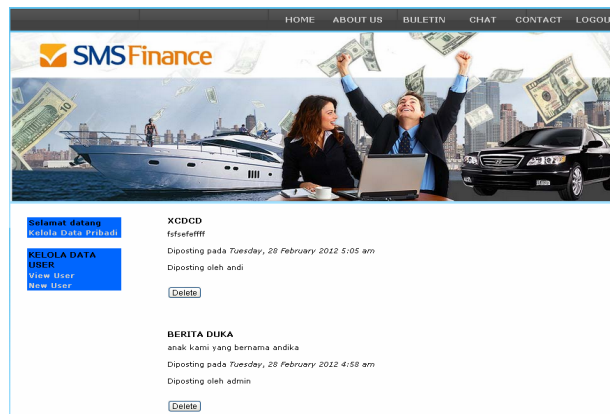 HOME ABOUT US BULETIN CHAT CONTACT LOGOU
SMS Finance
Selamat datang
Kelola Data Pribadi
KELOLA DATA
USER
View User
New User
XCDCD
fsfsefeffff
Diposting pada Tuesday, 28 February 2012 5:05 am
Diposting oleh andi
Delete
BERITA DUKA
anak kami yang bernama andika
Diposting pada Tuesday, 28 February 2012 4:58 am
Diposting oleh admin
Delete